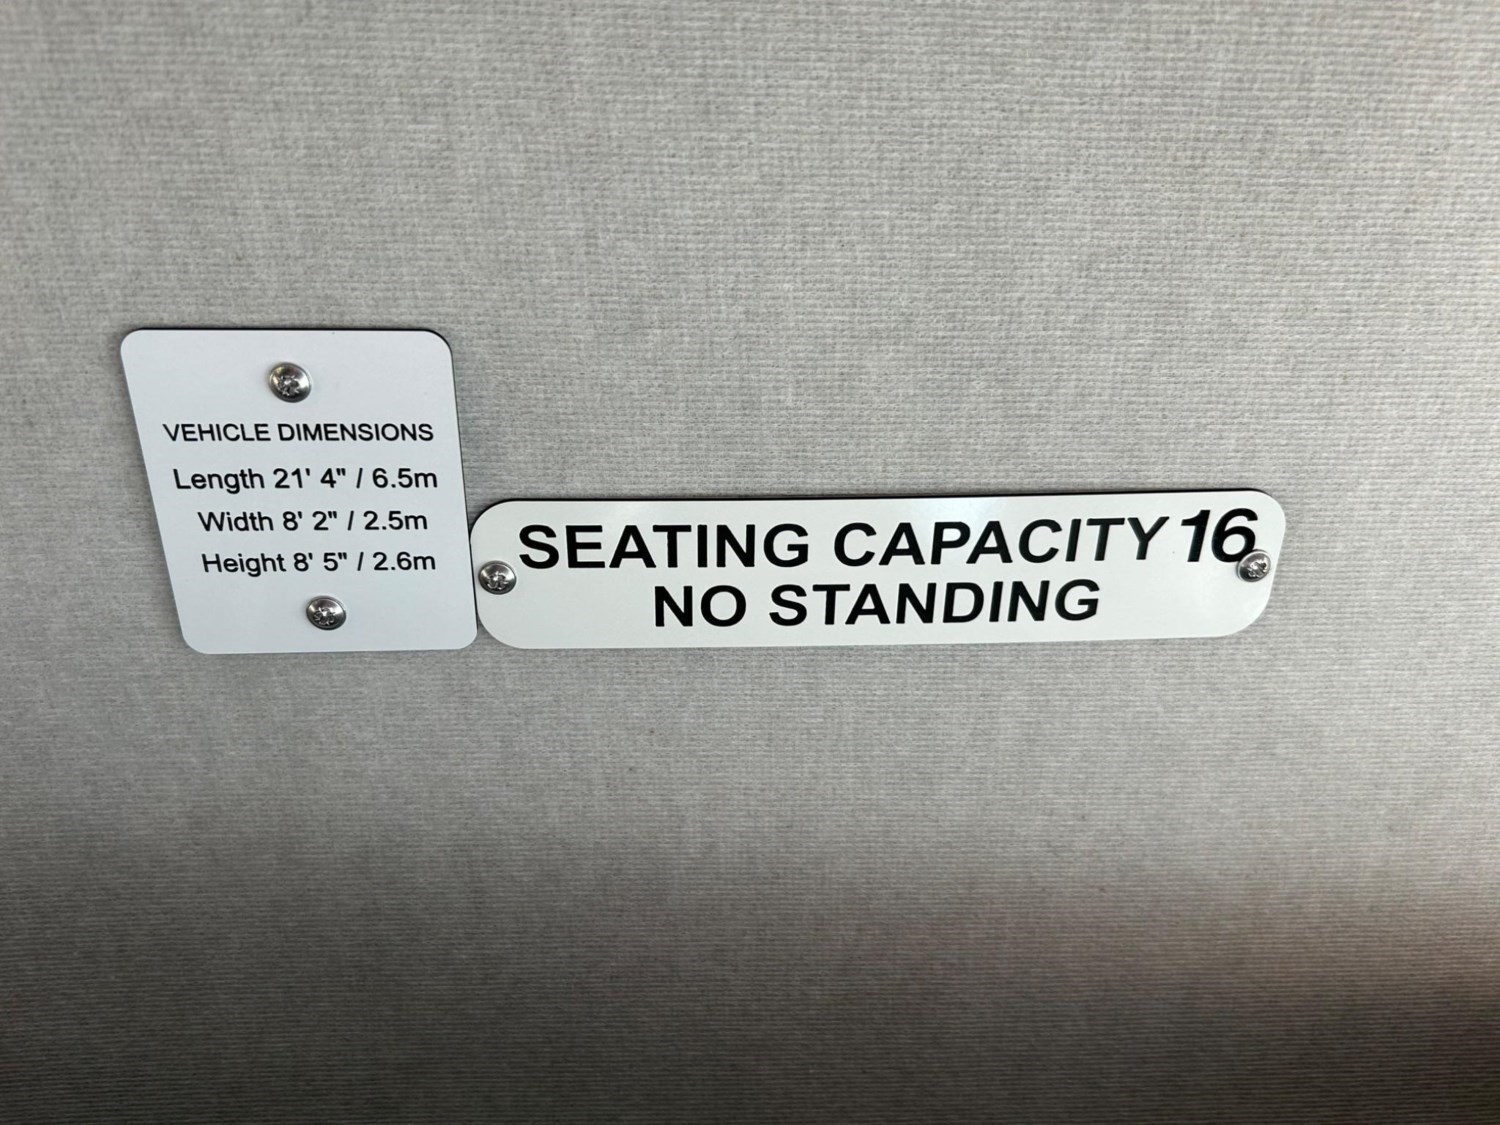 VEHICLE DIMENSIONS
Length 21' 4" / 6.5m
Width 8' 2" / 2.5m
Height 8' 5" / 2.6m
SEATING CAPACITY 16
NO STANDING